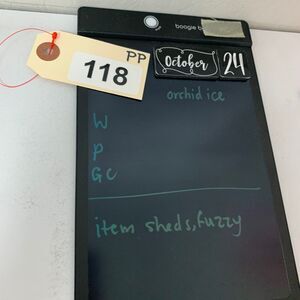 boogie b
PP
118
October 24
orchid ice
W
P
GC
item sheds, fuzzy